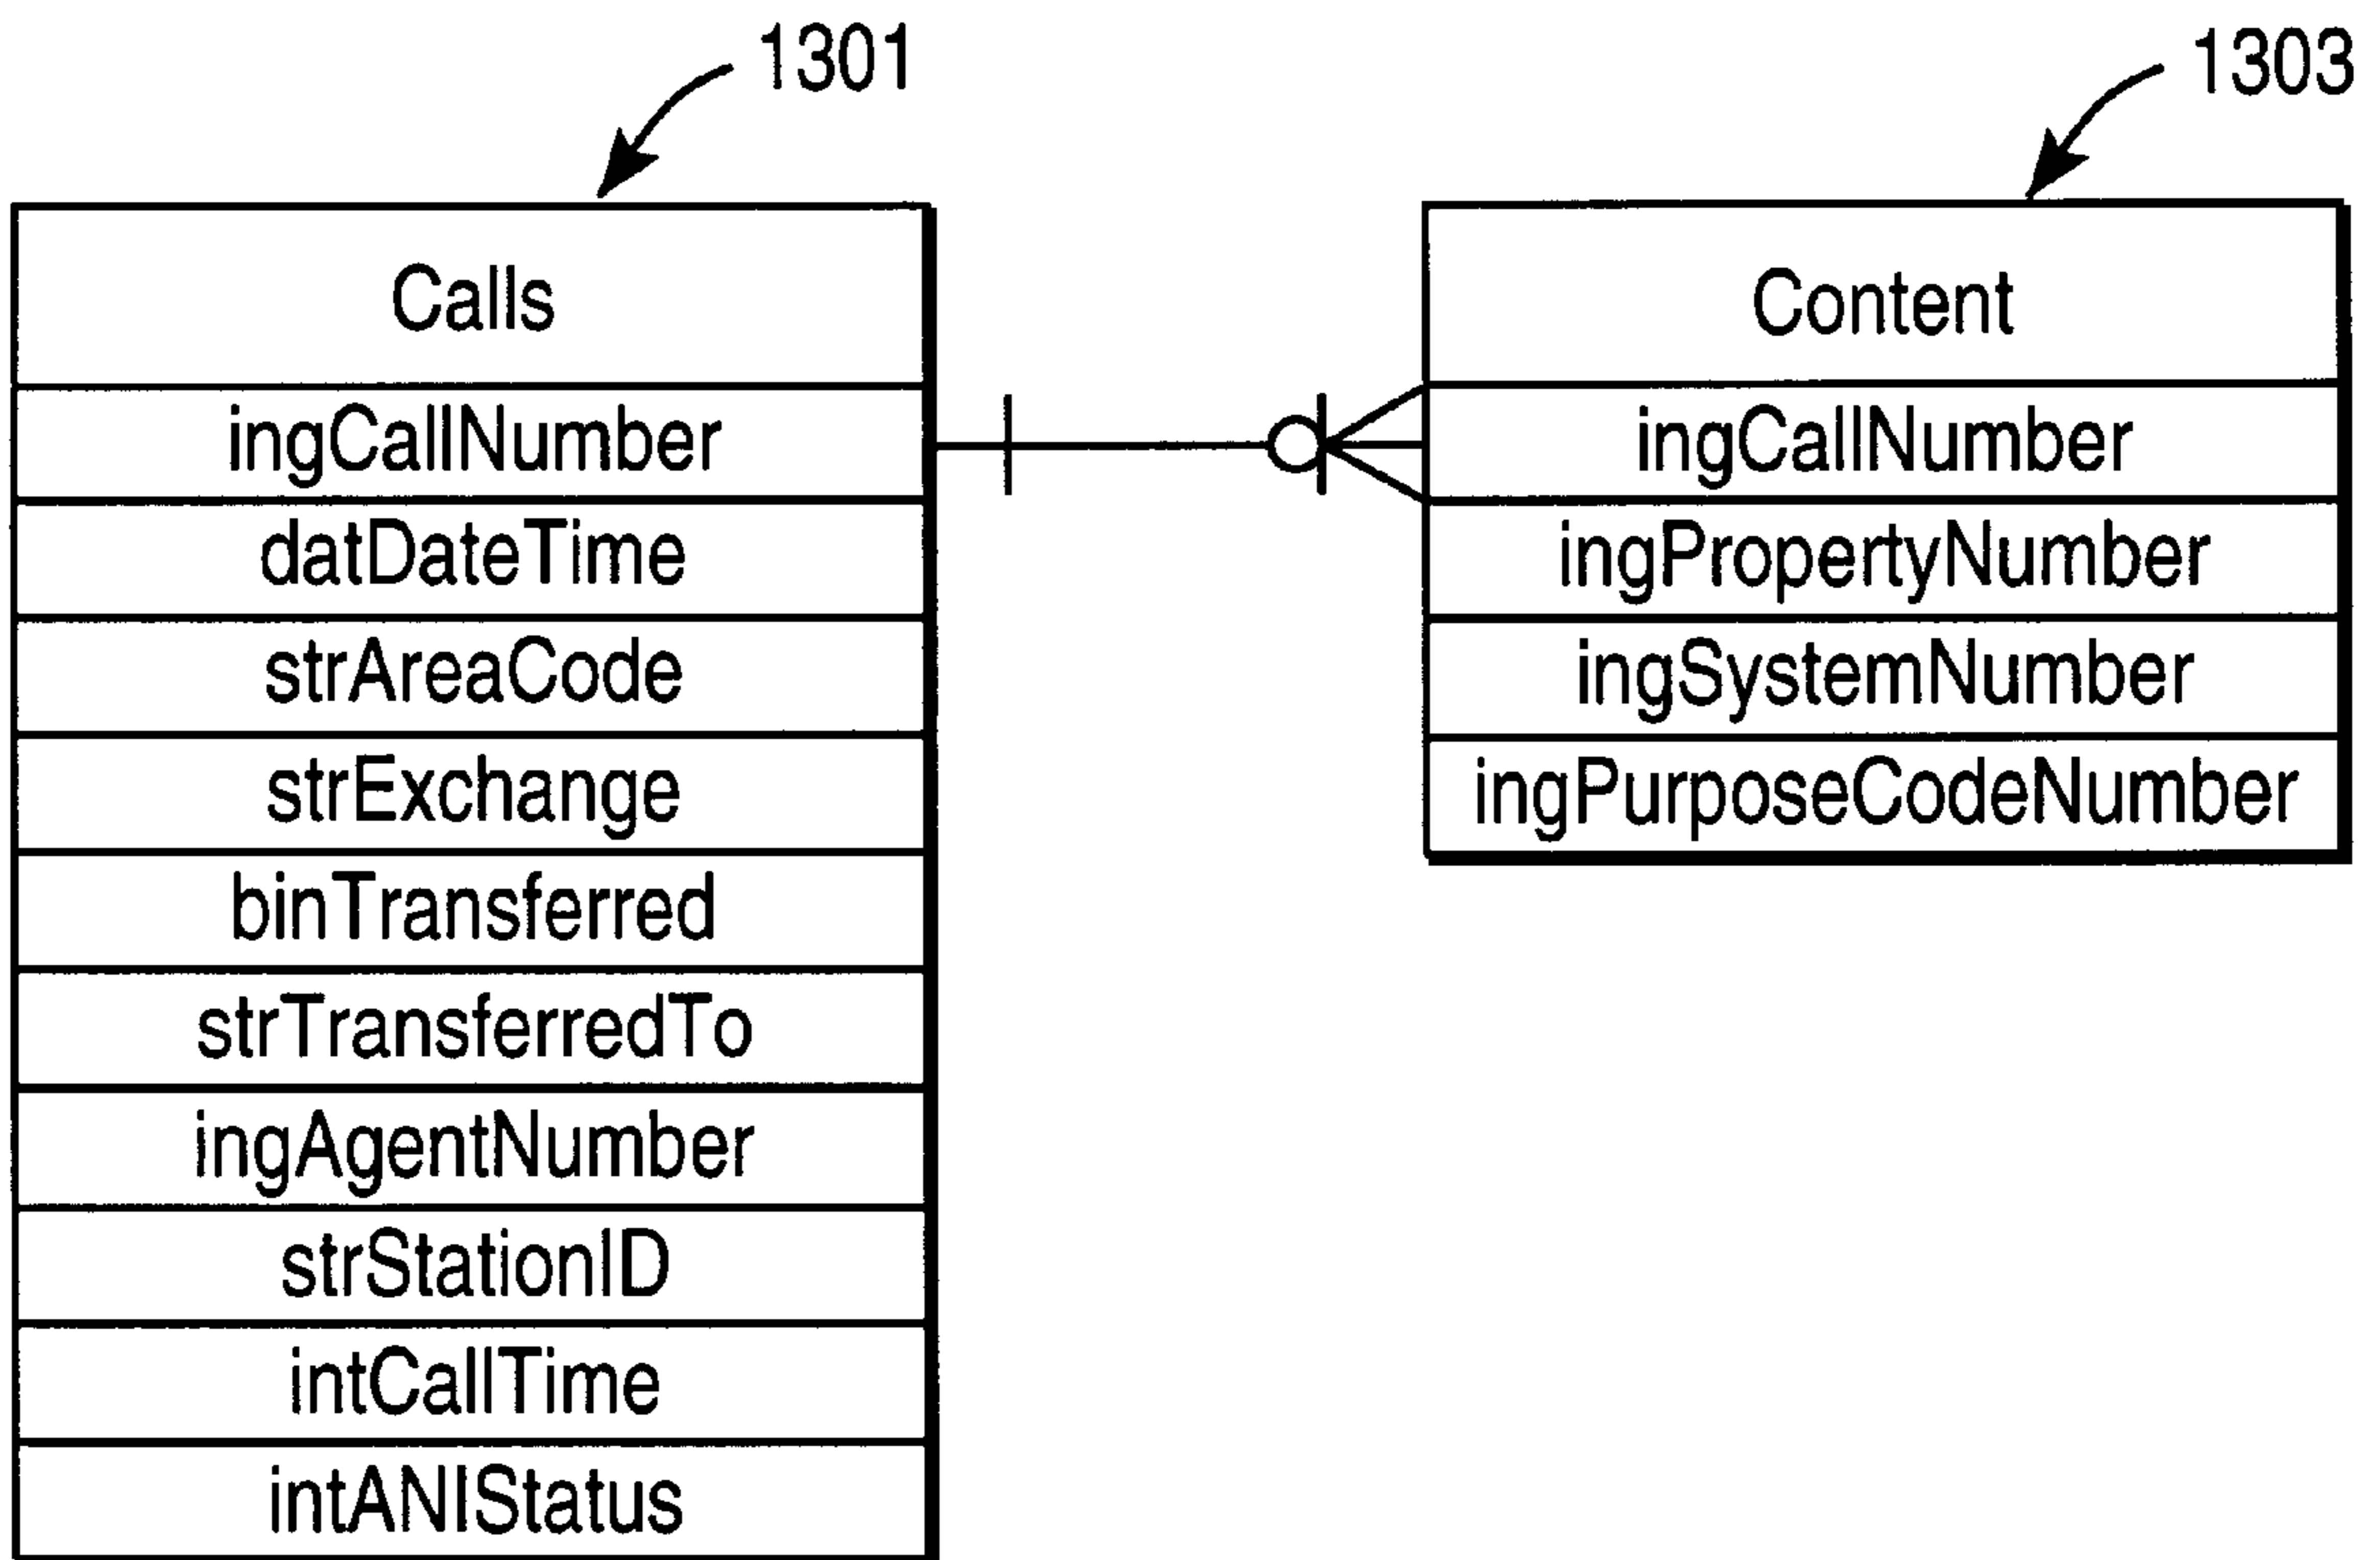 1301
Calls
ingCallNumber
datDateTime
strAreaCode
strExchange
binTransferred
strTransferredTo
ingAgentNumber
strStationID
intCallTime
intANIStatus
1303
Content
ingCallNumber
ingPropertyNumber
ingSystemNumber
ingPurposeCodeNumber